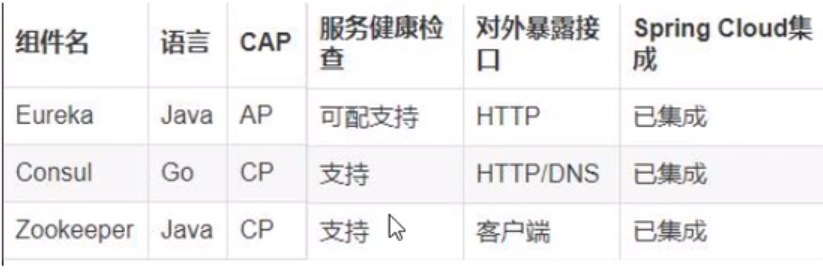 组件名 语言 CAP 服务健康检查 对外暴露接口 Spring Cloud集成
Eureka Java AP 可配支持 HTTP 已集成
Consul Go CP 支持 HTTP/DNS 已集成
Zookeeper Java CP 支持 客户端 已集成